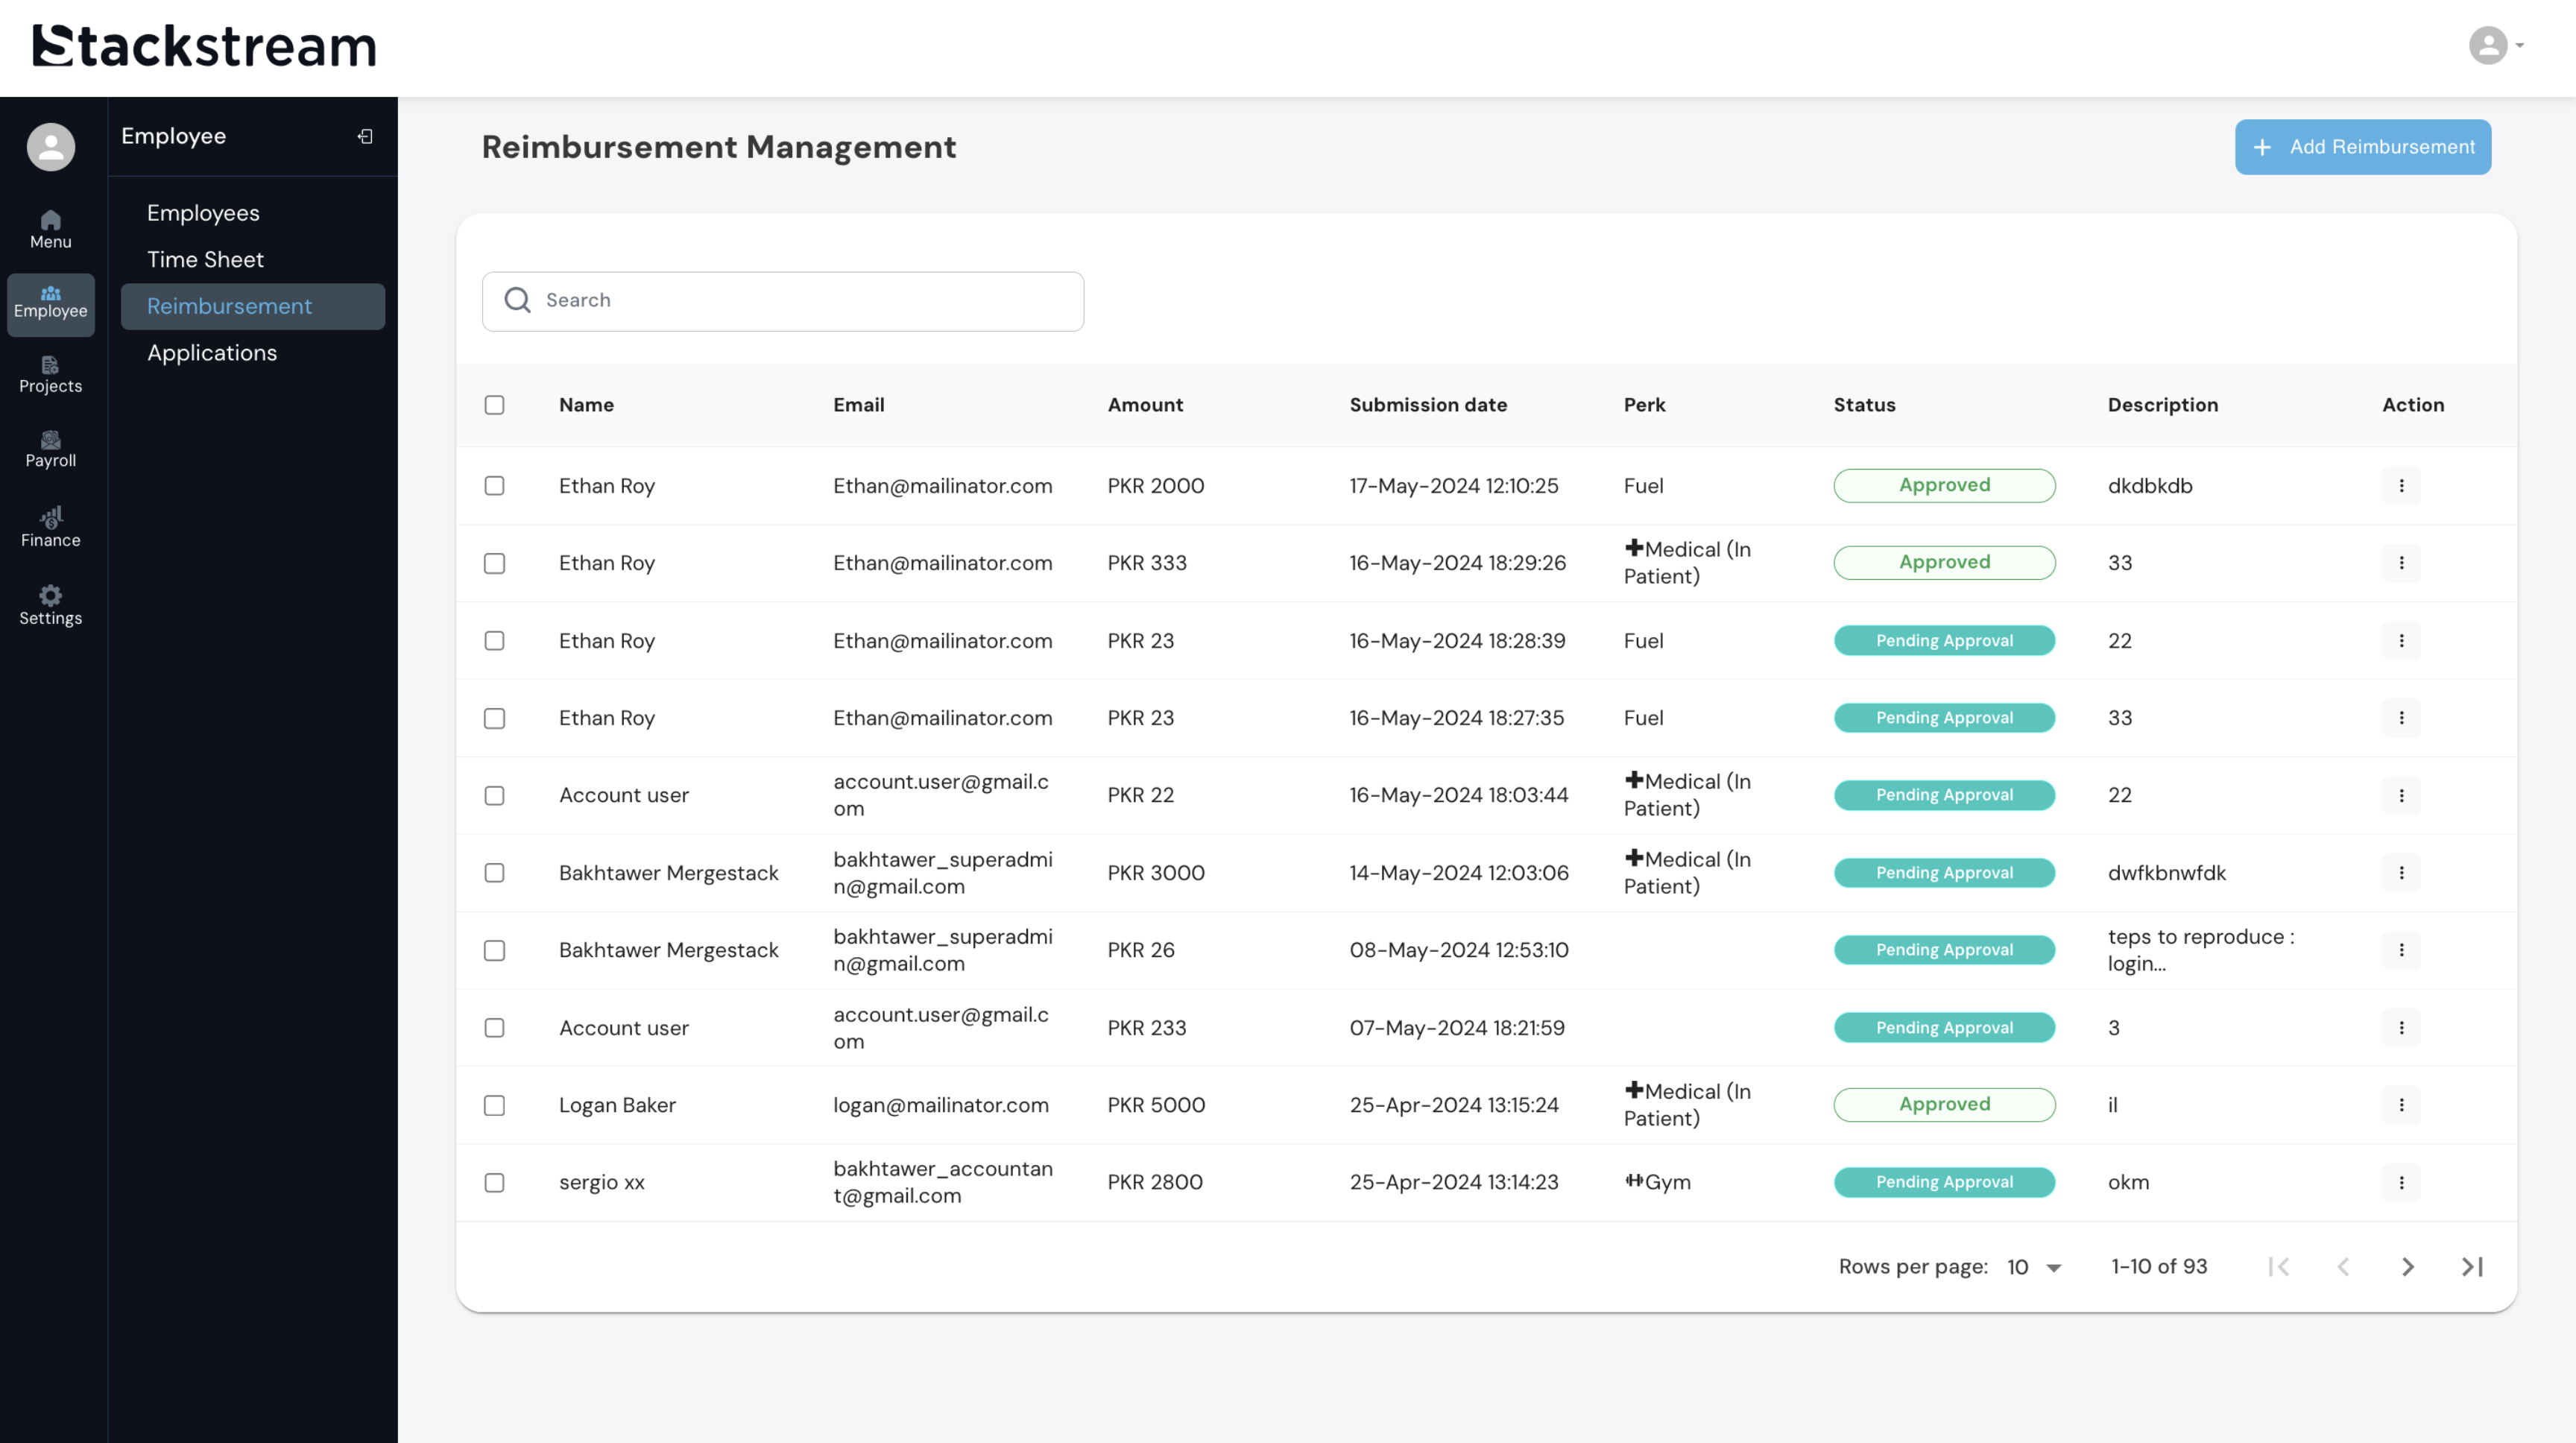 Stackstream
Employee
Menu
Employee
Projects
Payroll
Finance
Settings
Employees
Time Sheet
Reimbursement
Applications
Reimbursement Management
Add Reimbursement
Search
Name Email Amount Submission date Perk Status Description Action
Ethan Roy Ethan@mailinator.com PKR 2000 17-May-2024 12:10:25 Fuel Approved dkdbkdb
Ethan Roy Ethan@mailinator.com PKR 333 16-May-2024 18:29:26 Medical (In
Patient) Approved 33
Ethan Roy Ethan@mailinator.com PKR 23 16-May-2024 18:28:39 Fuel Pending Approval 22
Ethan Roy Ethan@mailinator.com PKR 23 16-May-2024 18:27:35 Fuel Pending Approval 33
Account user account.user@gmail.c
om PKR 22 16-May-2024 18:03:44 Medical (In
Patient) Pending Approval 22
Bakhtawer Mergestack bakhtawer_superadmi
n@gmail.com PKR 3000 14-May-2024 12:03:06 Medical (In
Patient) Pending Approval dwfkbnwfdk
Bakhtawer Mergestack bakhtawer_superadmi
n@gmail.com PKR 26 08-May-2024 12:53:10 Pending Approval teps to reproduce :
login...
Account user account.user@gmail.c
om PKR 233 07-May-2024 18:21:59 Pending Approval 3
Logan Baker logan@mailinator.com PKR 5000 25-Apr-2024 13:15:24 Medical (In
Patient) Approved il
sergio xx bakhtawer_accountan
t@gmail.com PKR 2800 25-Apr-2024 13:14:23 Gym Pending Approval okm
Rows per page: 10 1-10 of 93